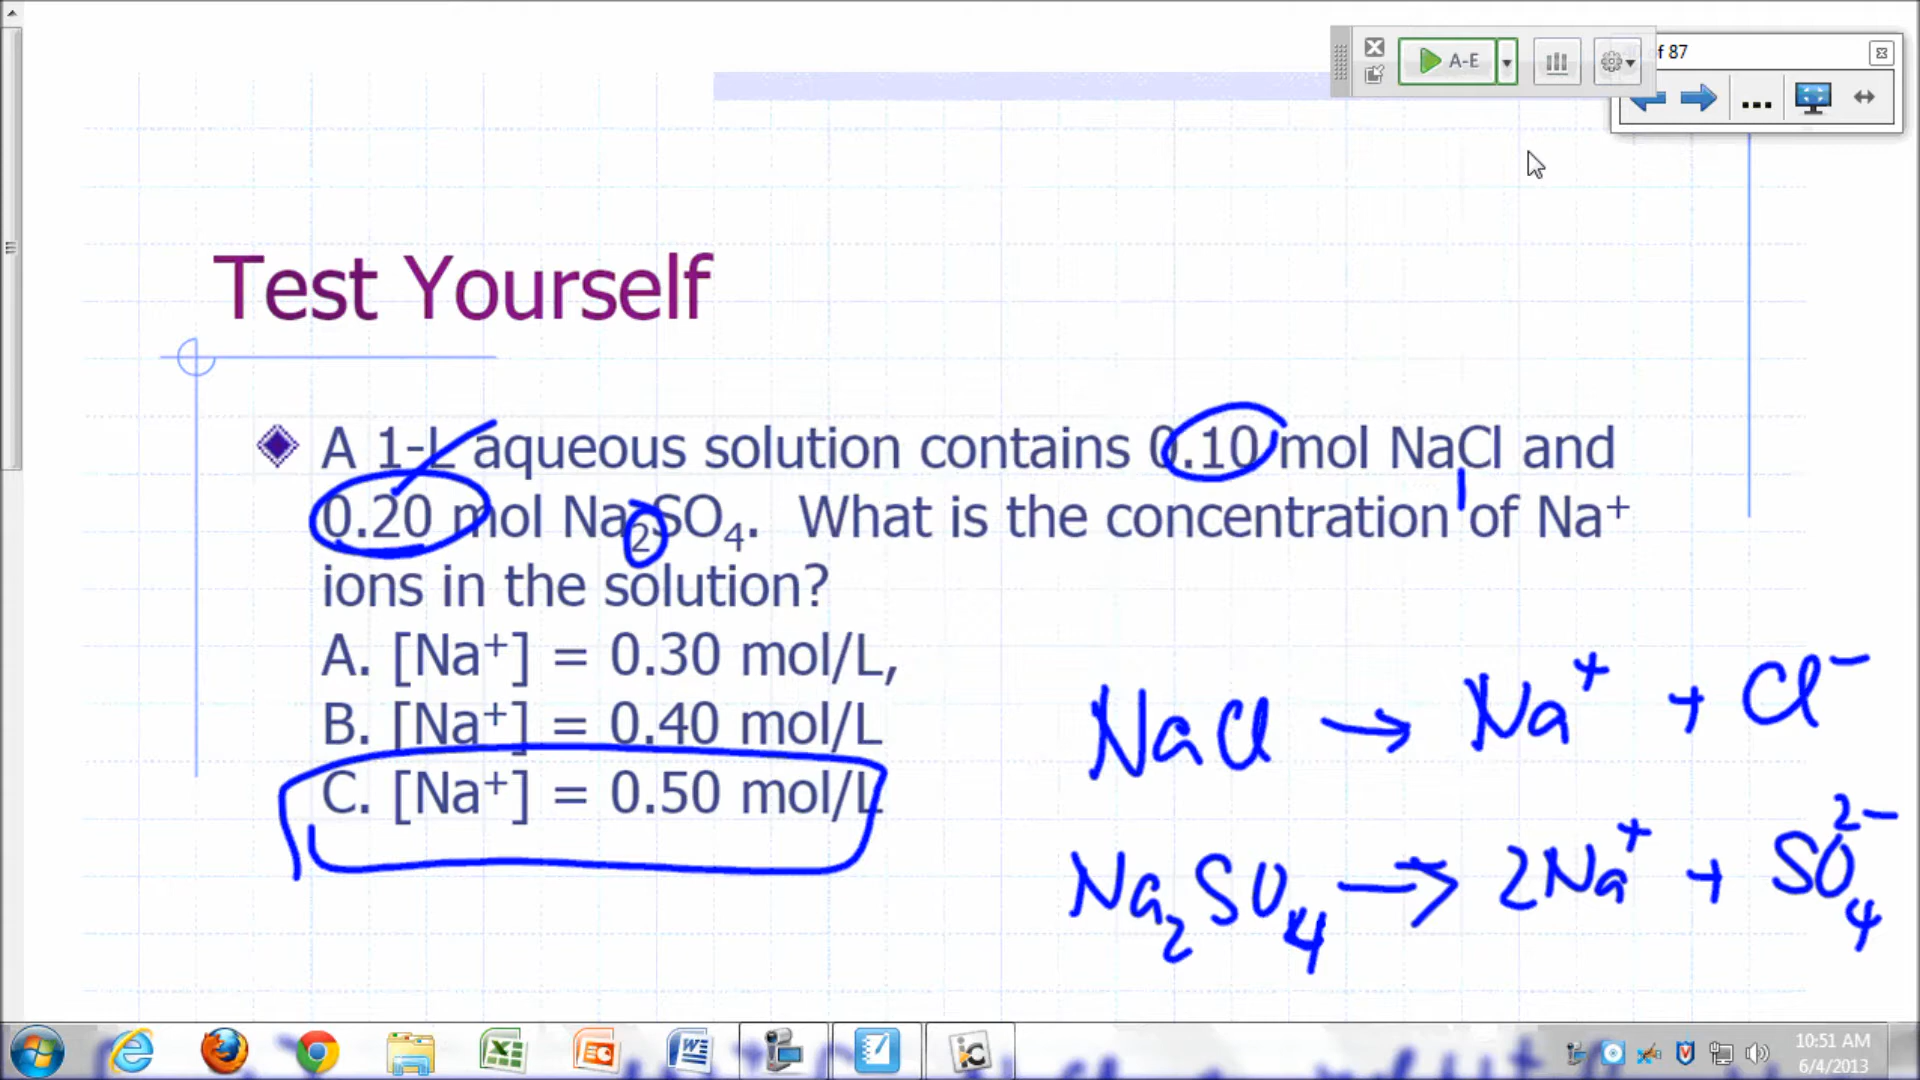 A-E
of 87
...
Test Yourself
A 1-L aqueous solution contains 0.10 mol NaCl and
0.20 mol Na₂SO₄. What is the concentration of Na⁺
ions in the solution?
A. [Na⁺] = 0.30 mol/L,
B. [Na⁺] = 0.40 mol/L
C. [Na⁺] = 0.50 mol/L
NaCl → Na⁺ + Cl⁻
Na₂SO₄ → 2Na⁺ + SO₄²⁻
10:51 AM
6/4/2013